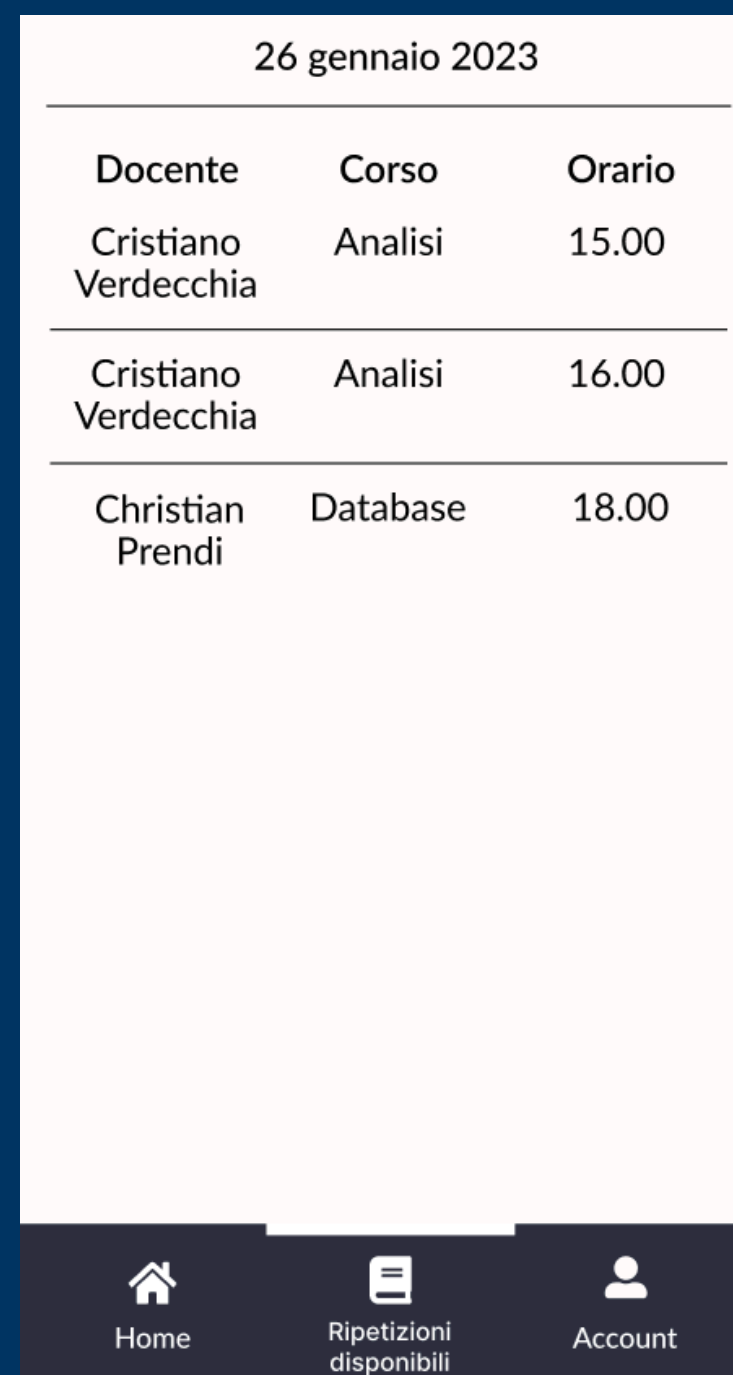 26 gennaio 2023
Docente Corso Orario
Cristiano Verdecchia Analisi 15.00
Cristiano Verdecchia Analisi 16.00
Christian Prendi Database 18.00
Home
Ripetizioni
disponibili
Account